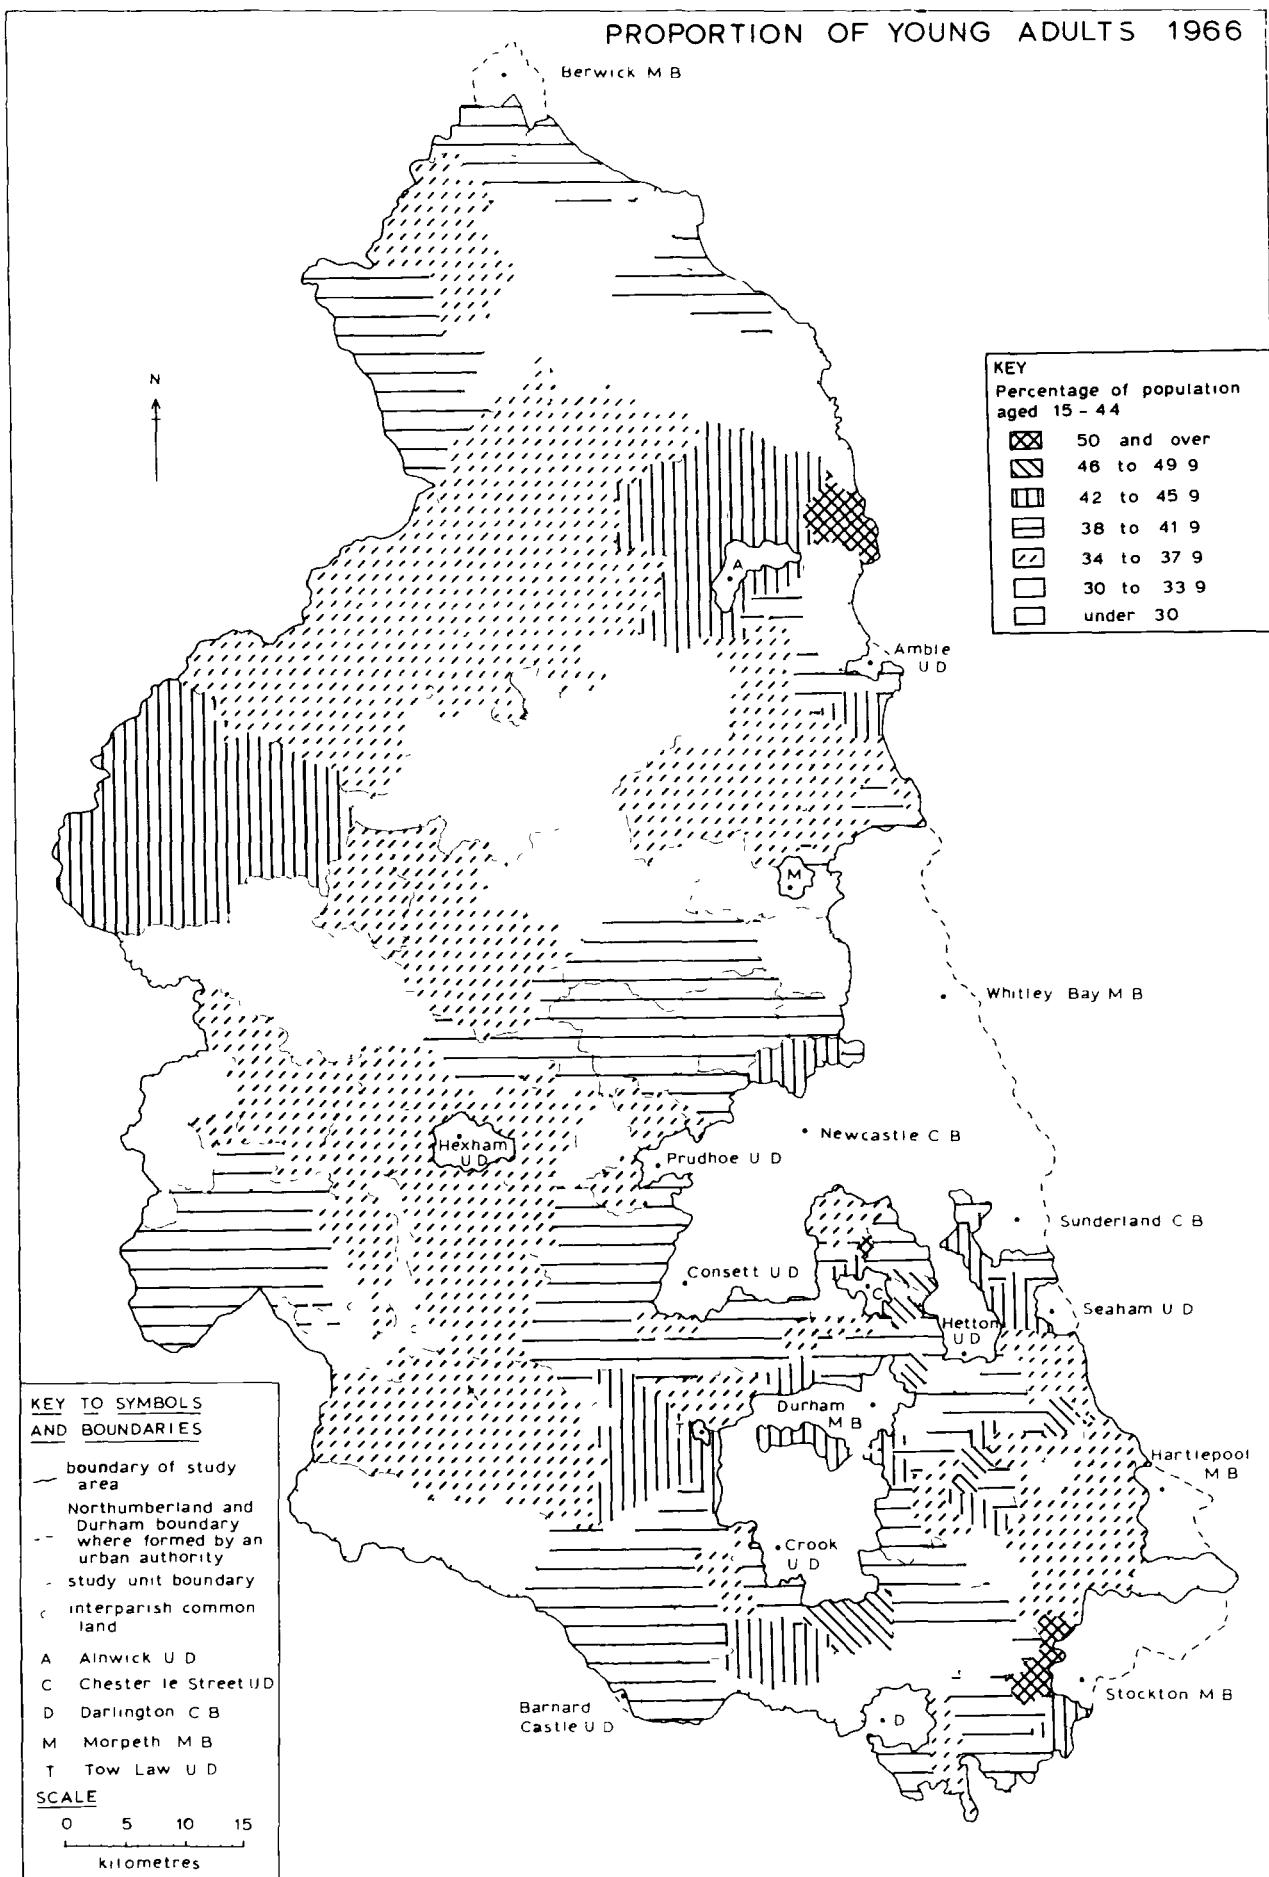 PROPORTION OF YOUNG ADULTS 1966
Berwick M B
N
KEY
Percentage of population
aged 15 - 44
50 and over
46 to 49 9
42 to 45 9
38 to 41 9
34 to 37 9
30 to 33 9
under 30
A
Amble
U D
M
Whitley Bay M B
Newcastle C B
Hexham
U D
Prudhoe U D
Sunderland C B
Consett U D
C
Seaham U D
Hetton
U D
Durham
M B
T
Hartlepool
M B
Crook
U D
Stockton M B
Barnard
Castle U D
D
KEY TO SYMBOLS
AND BOUNDARIES
boundary of study
area
Northumberland and
Durham boundary
where formed by an
urban authority
study unit boundary
interparish common
land
A Alnwick U D
C Chester le Street U D
D Darlington C B
M Morpeth M B
T Tow Law U D
SCALE
0 5 10 15
kilometres